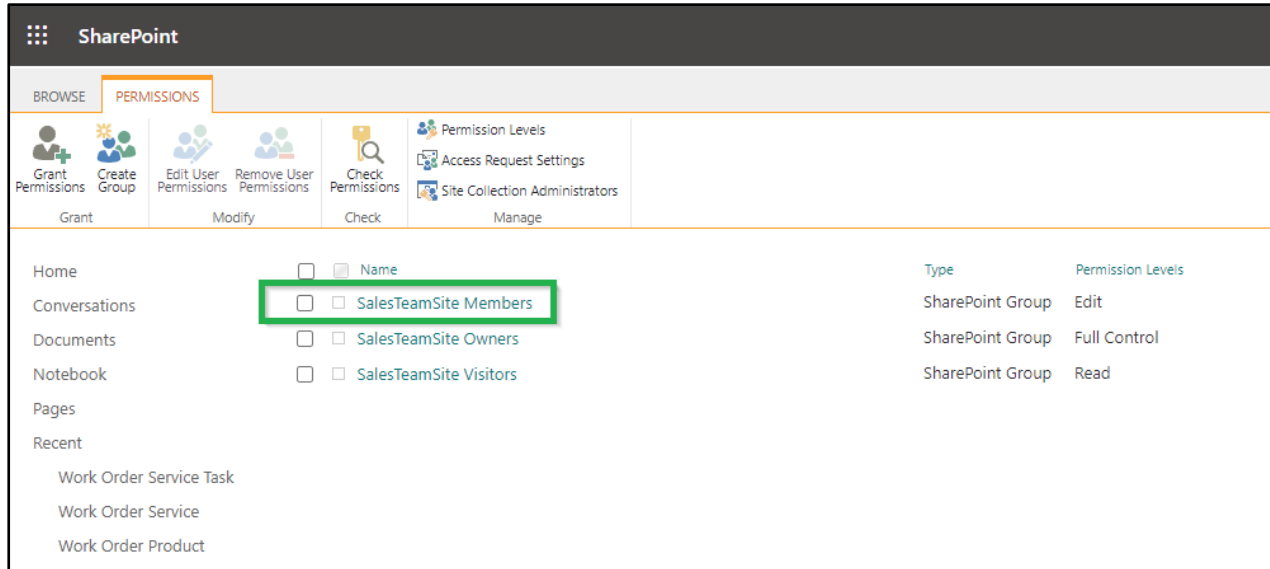 SharePoint
BROWSE PERMISSIONS
Grant Permissions
Create Group
Edit User Permissions
Remove User Permissions
Check Permissions
Permission Levels
Access Request Settings
Site Collection Administrators
Grant Modify Check Manage
Home
Conversations
Documents
Notebook
Pages
Recent
Work Order Service Task
Work Order Service
Work Order Product
Name Type Permission Levels
SalesTeamSite Members SharePoint Group Edit
SalesTeamSite Owners SharePoint Group Full Control
SalesTeamSite Visitors SharePoint Group Read